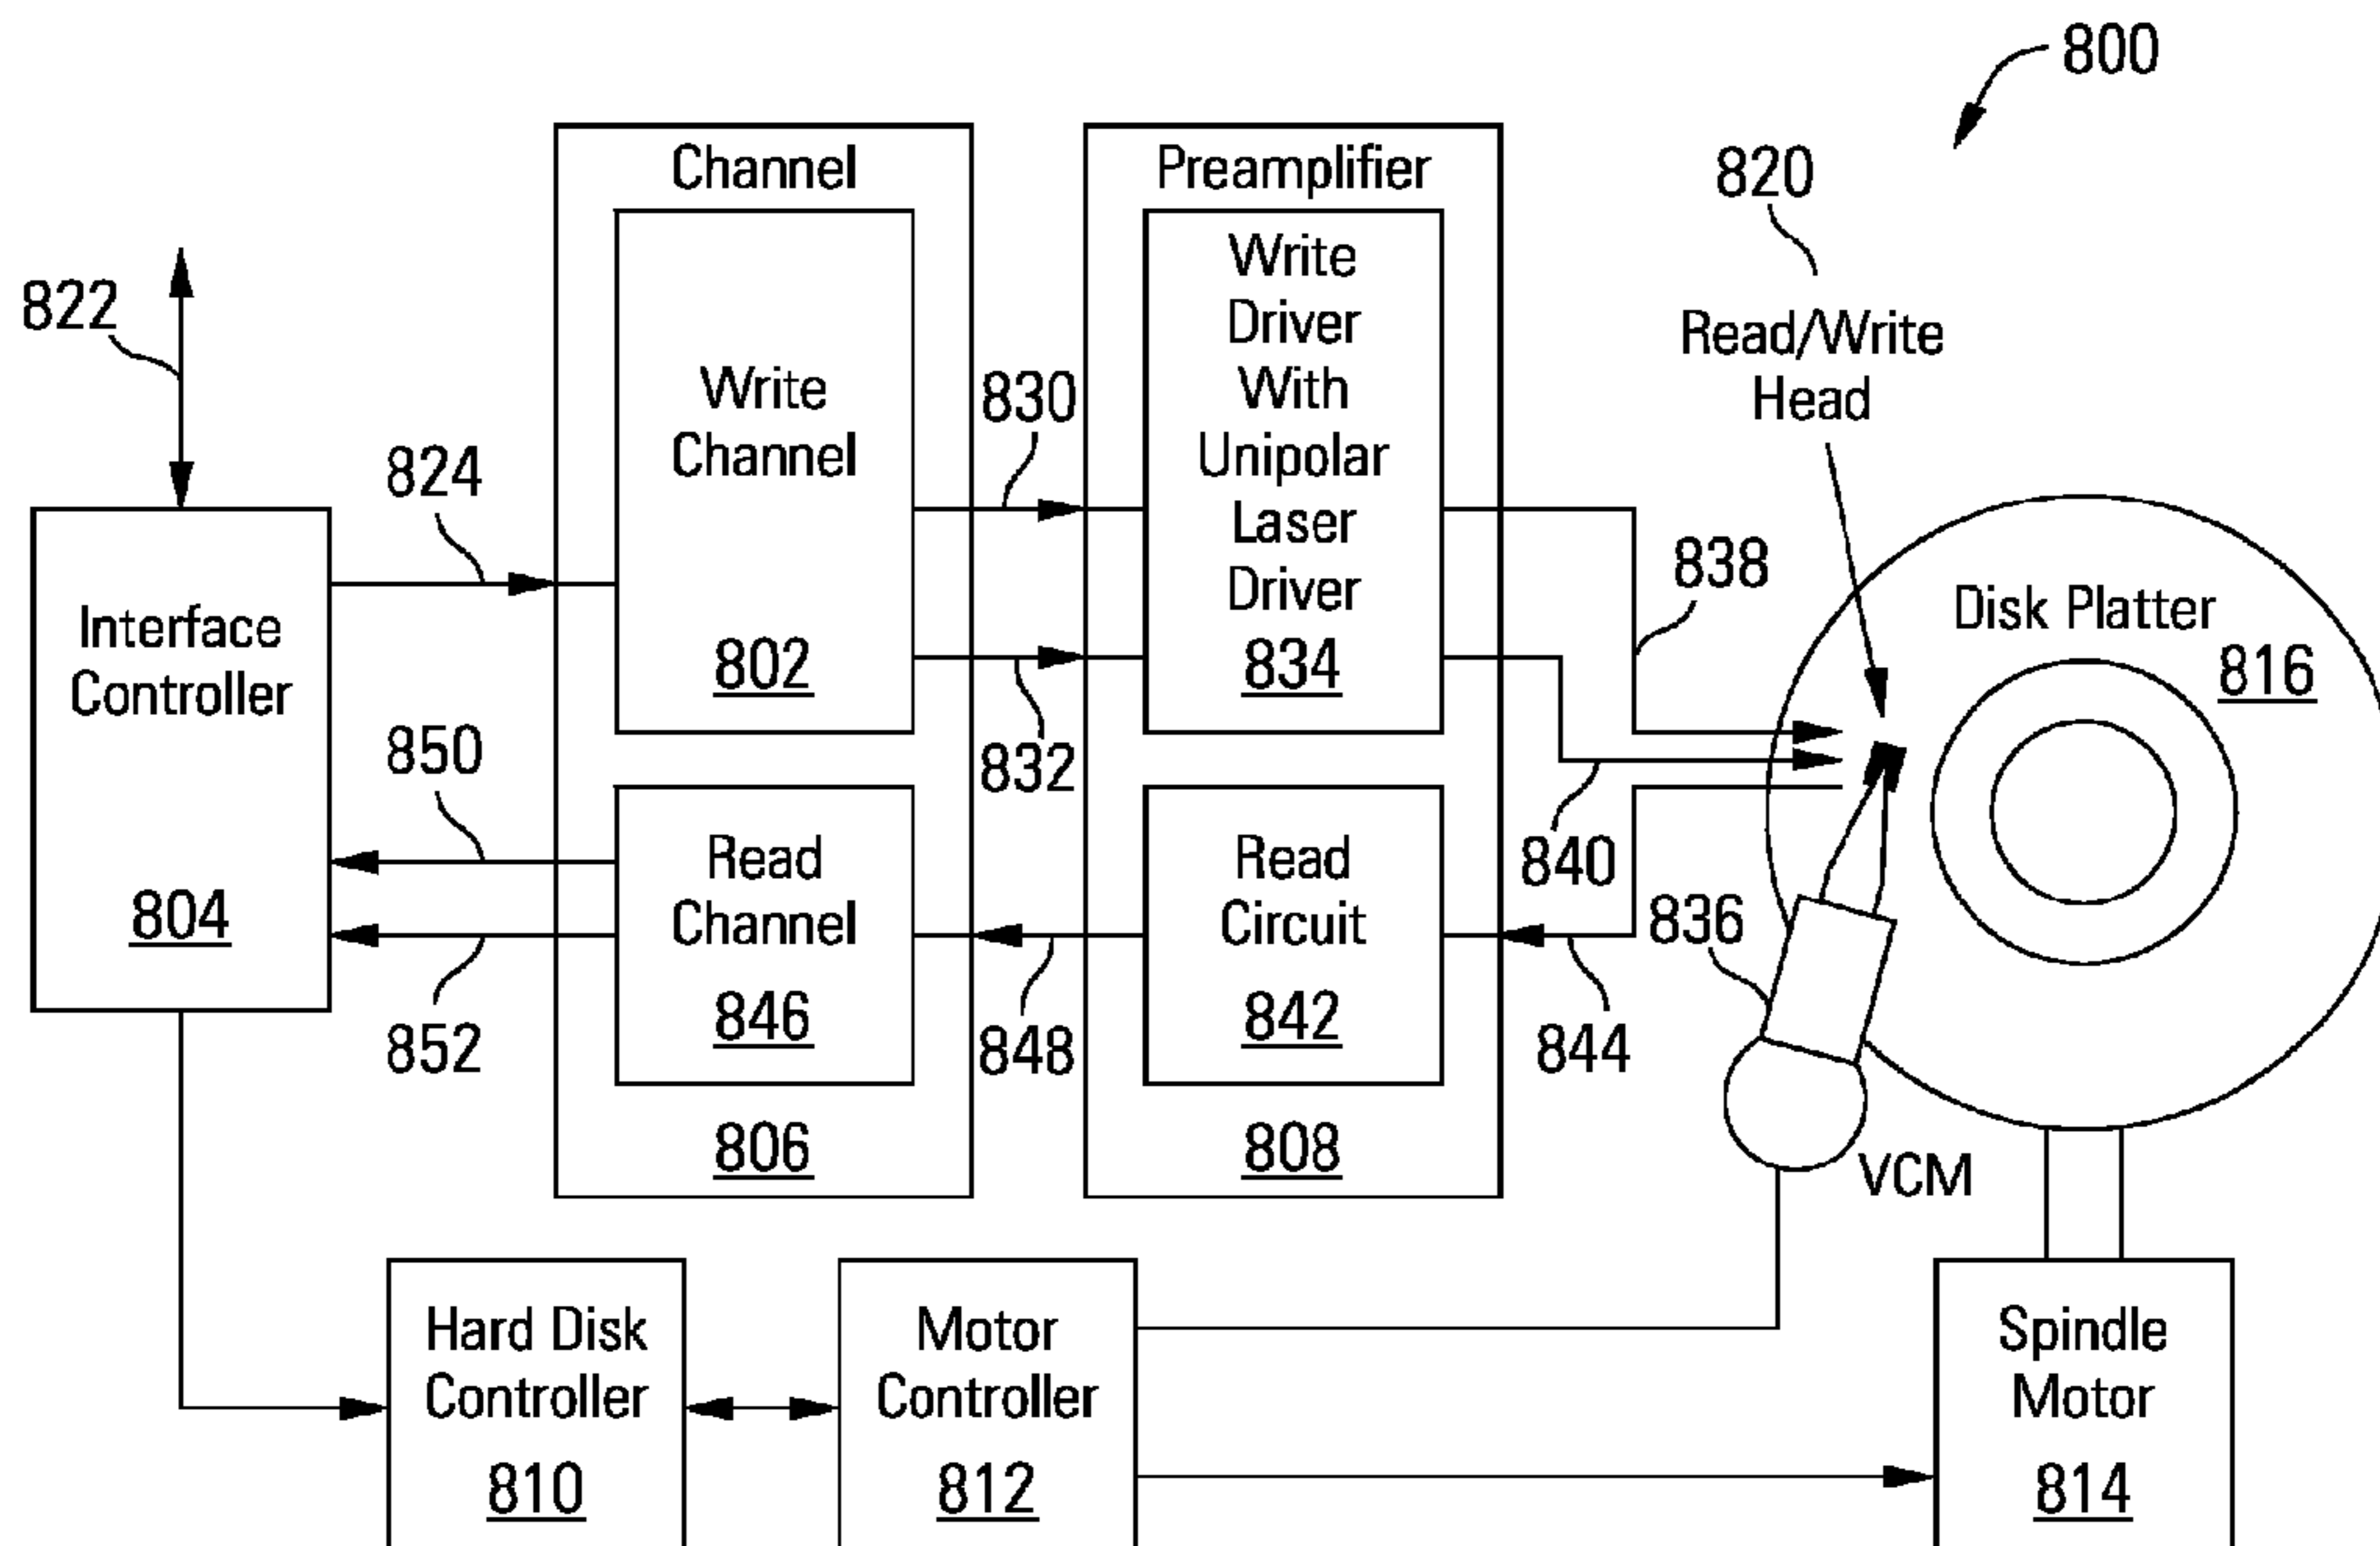 800
820
Read/Write
Head
822
824
Interface
Controller
804
850
852
Channel
Write
Channel
802
Read
Channel
846
806
830
832
848
Preamplifier
Write
Driver
With
Unipolar
Laser
Driver
834
Read
Circuit
842
808
838
840
844
836
VCM
Disk Platter
816
Hard Disk
Controller
810
Motor
Controller
812
Spindle
Motor
814